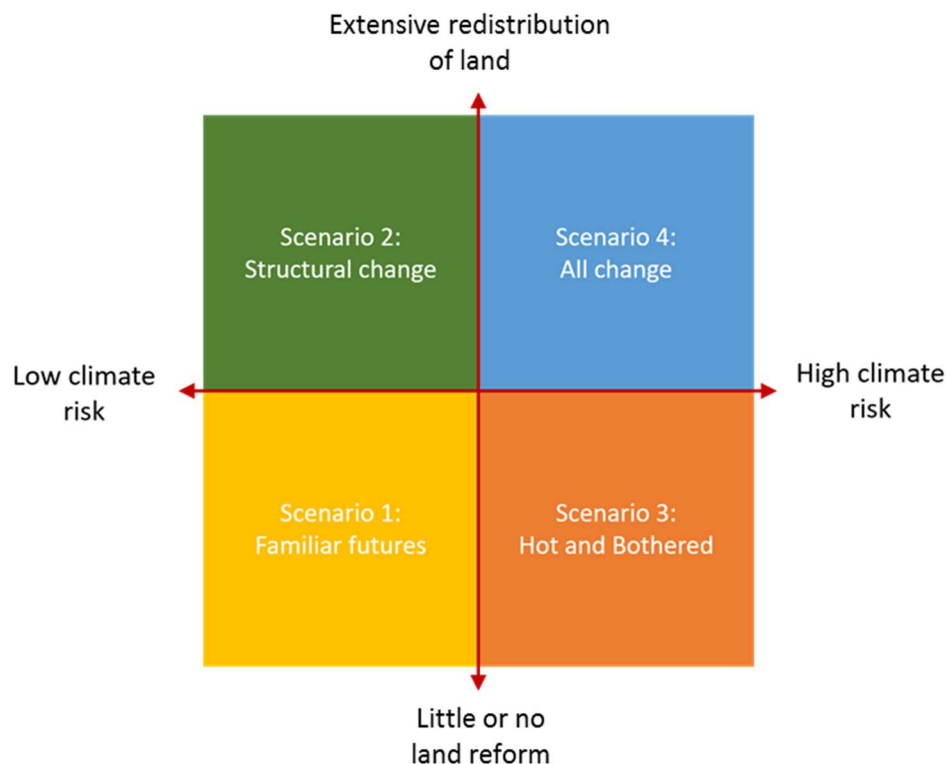 Extensive redistribution
of land
Scenario 2:
Structural change
Scenario 4:
All change
Low climate
risk
High climate
risk
Scenario 1:
Familiar futures
Scenario 3:
Hot and Bothered
Little or no
land reform